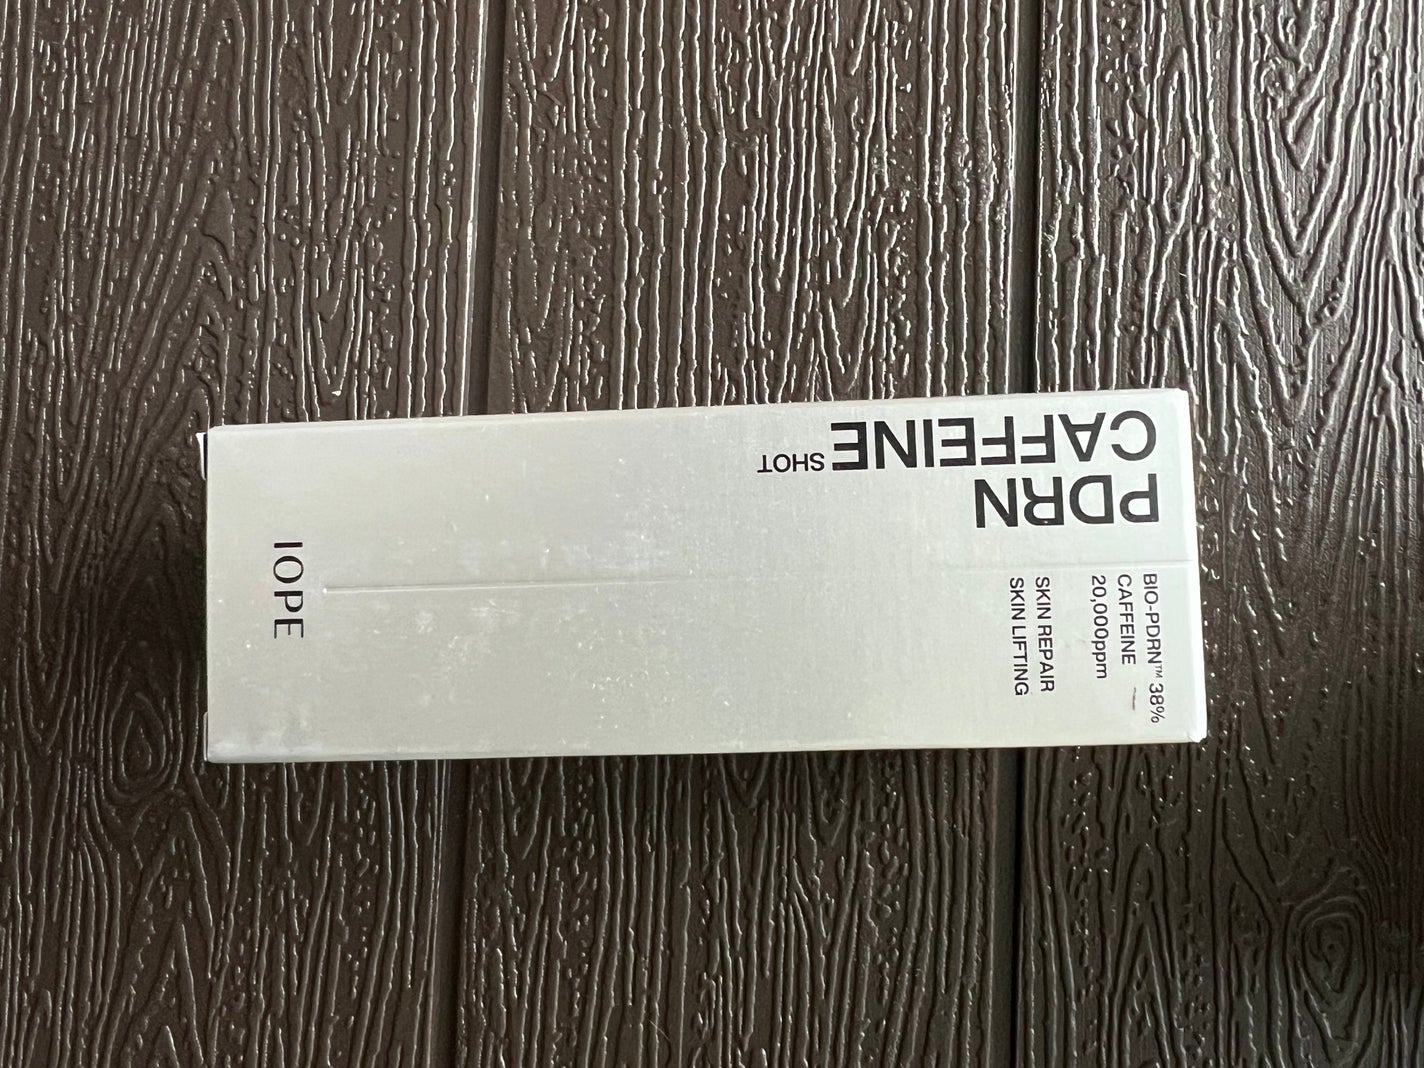 PDRN
CAFFEINE SHOT
BIO-PDRN™ 38%
CAFFEINE
20,000ppm
SKIN REPAIR
SKIN LIFTING
IOPE